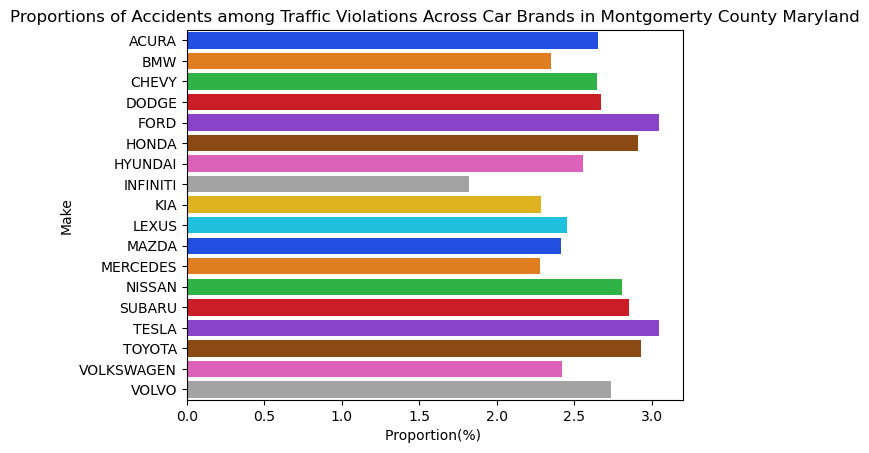 Proportions of Accidents among Traffic Violations Across Car Brands in Montgomerty County Maryland
ACURA
BMW
CHEVY
DODGE
FORD
HONDA
HYUNDAI
INFINITI
KIA
LEXUS
MAZDA
MERCEDES
NISSAN
SUBARU
TESLA
TOYOTA
VOLKSWAGEN
VOLVO
Make
0.0 0.5 1.0 1.5 2.0 2.5 3.0
Proportion(%)